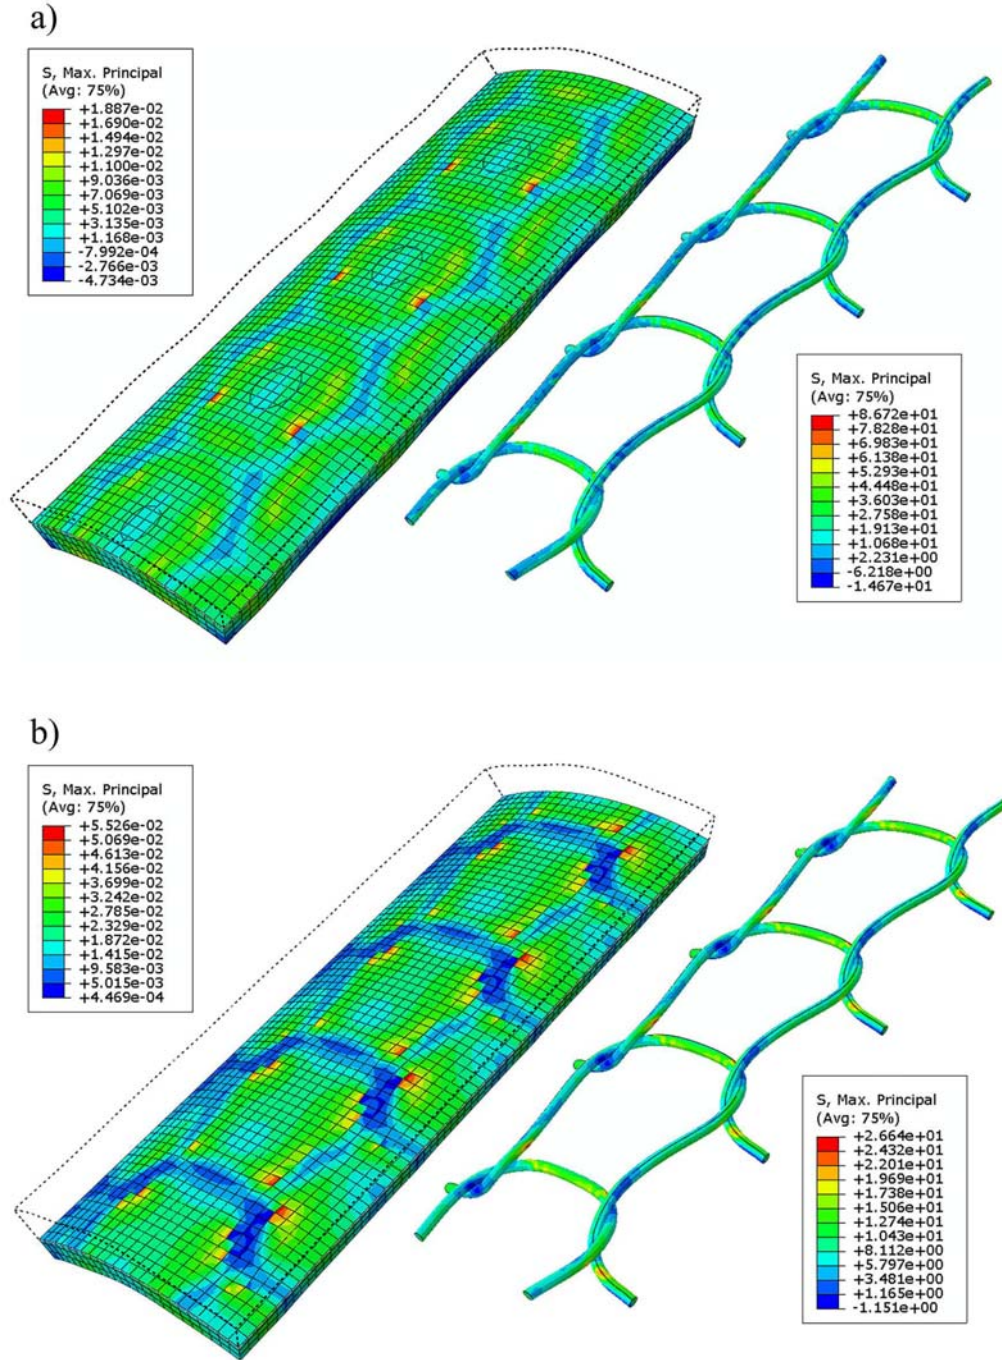 a)
S, Max. Principal
(Avg: 75%)
+1.887e-02
+1.690e-02
+1.494e-02
+1.297e-02
+1.100e-02
+9.036e-03
+7.069e-03
+5.102e-03
+3.135e-03
+1.168e-03
-7.992e-04
-2.766e-03
-4.734e-03
S, Max. Principal
(Avg: 75%)
+8.672e+01
+7.828e+01
+6.983e+01
+6.138e+01
+5.293e+01
+4.448e+01
+3.603e+01
+2.758e+01
+1.913e+01
+1.068e+01
+2.231e+00
-6.218e+00
-1.467e+01
b)
S, Max. Principal
(Avg: 75%)
+5.526e-02
+5.069e-02
+4.613e-02
+4.156e-02
+3.699e-02
+3.242e-02
+2.785e-02
+2.329e-02
+1.872e-02
+1.415e-02
+9.583e-03
+5.015e-03
+4.469e-04
S, Max. Principal
(Avg: 75%)
+2.664e+01
+2.432e+01
+2.201e+01
+1.969e+01
+1.738e+01
+1.506e+01
+1.274e+01
+1.043e+01
+8.112e+00
+5.797e+00
+3.481e+00
+1.165e+00
-1.151e+00